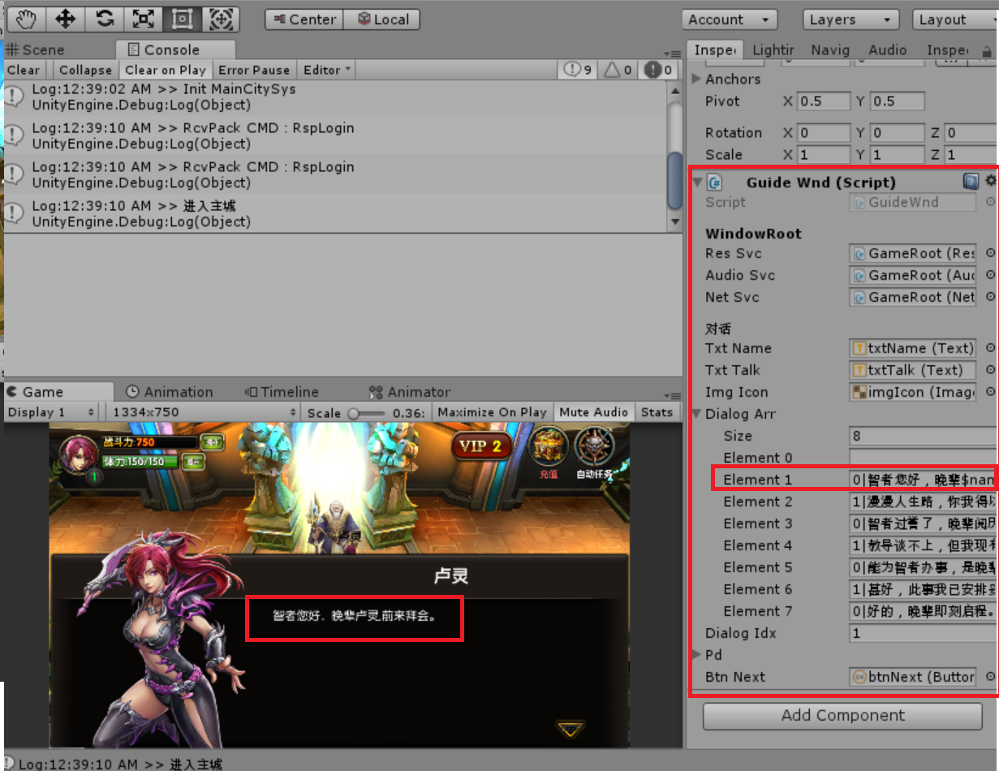 Center
Local
Account
Layers
Layout
Scene
Console
Clear
Collapse
Clear on Play
Error Pause
Editor
9
0
0
Log:12:39:02 AM >> Init MainCitySys
UnityEngine.Debug:Log(Object)
Log:12:39:10 AM >> RcvPack CMD : RspLogin
UnityEngine.Debug:Log(Object)
Log:12:39:10 AM >> RcvPack CMD : RspLogin
UnityEngine.Debug:Log(Object)
Log:12:39:10 AM >> 进入主城
UnityEngine.Debug:Log(Object)
Game
Animation
Timeline
Animator
Display 1
1334x750
Scale
0.36:
Maximize On Play
Mute Audio
Stats
战斗力:750
体力:150/150
1
VIP 2
充值
自动任务
卢灵
卢灵
智者您好、晚辈卢灵,前来拜会。
Log:12:39:10 AM >> 进入主城
Inspe
Lightir
Navig
Audio
Inspe
Anchors
Pivot X 0.5 Y 0.5
Rotation X 0 Y 0 Z 0
Scale X 1 Y 1 Z 1
Guide Wnd (Script)
Script GuideWnd
WindowRoot
Res Svc GameRoot (Res
Audio Svc GameRoot (Au
Net Svc GameRoot (Net
对话
Txt Name txtName (Text)
Txt Talk txtTalk (Text)
Img Icon imgIcon (Imag
Dialog Arr
Size 8
Element 0
Element 1 0|智者您好，晚辈$nam
Element 2 1|漫漫人生路，你我得
Element 3 0|智者过誉了，晚辈阅历
Element 4 1|教导谈不上，但我现
Element 5 0|能为智者办事，是晚辈
Element 6 1|甚好，此事我已安排
Element 7 0|好的，晚辈即刻启程。
Dialog Idx 1
Pd
Btn Next btnNext (Button
Add Component